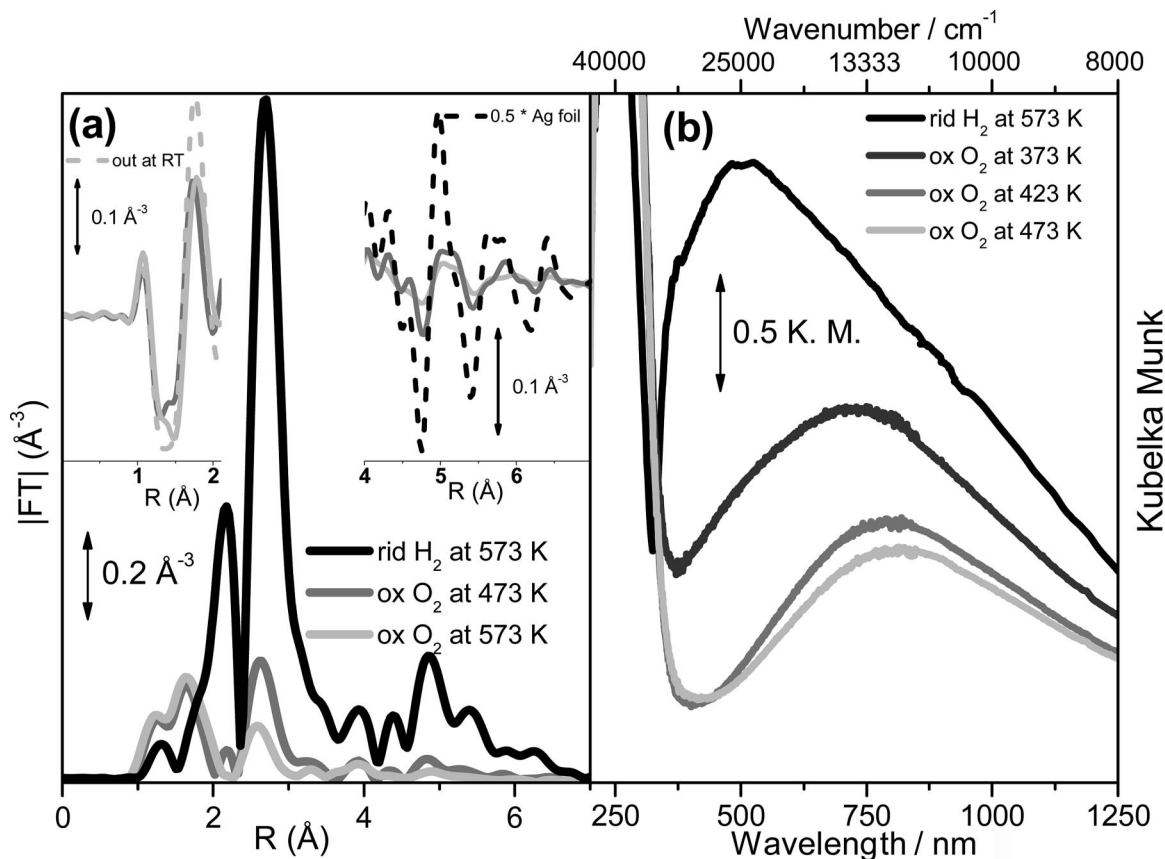 Wavenumber / cm⁻¹
40000 25000 13333 10000 8000
(a)
out at RT
0.1 Å⁻³
0.5 * Ag foil
0.1 Å⁻³
1 2
R (Å)
4 5 6
R (Å)
|FT| (Å⁻³)
0.2 Å⁻³
rid H₂ at 573 K
ox O₂ at 473 K
ox O₂ at 573 K
0 2 4 6
R (Å)
(b)
rid H₂ at 573 K
ox O₂ at 373 K
ox O₂ at 423 K
ox O₂ at 473 K
0.5 K. M.
Kubelka Munk
250 500 750 1000 1250
Wavelength / nm